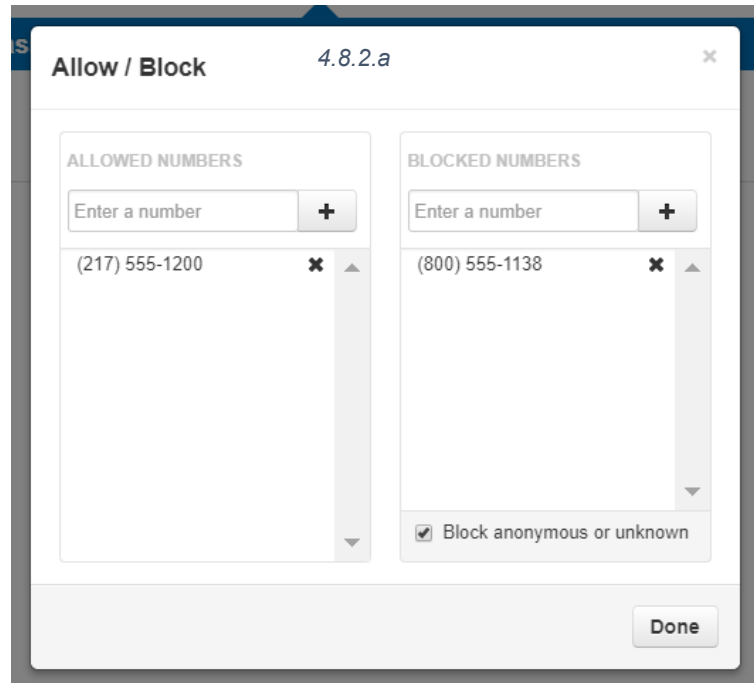 Allow / Block
4.8.2.a
×
ALLOWED NUMBERS
Enter a number
+
(217) 555-1200
BLOCKED NUMBERS
Enter a number
+
(800) 555-1138
Block anonymous or unknown
Done